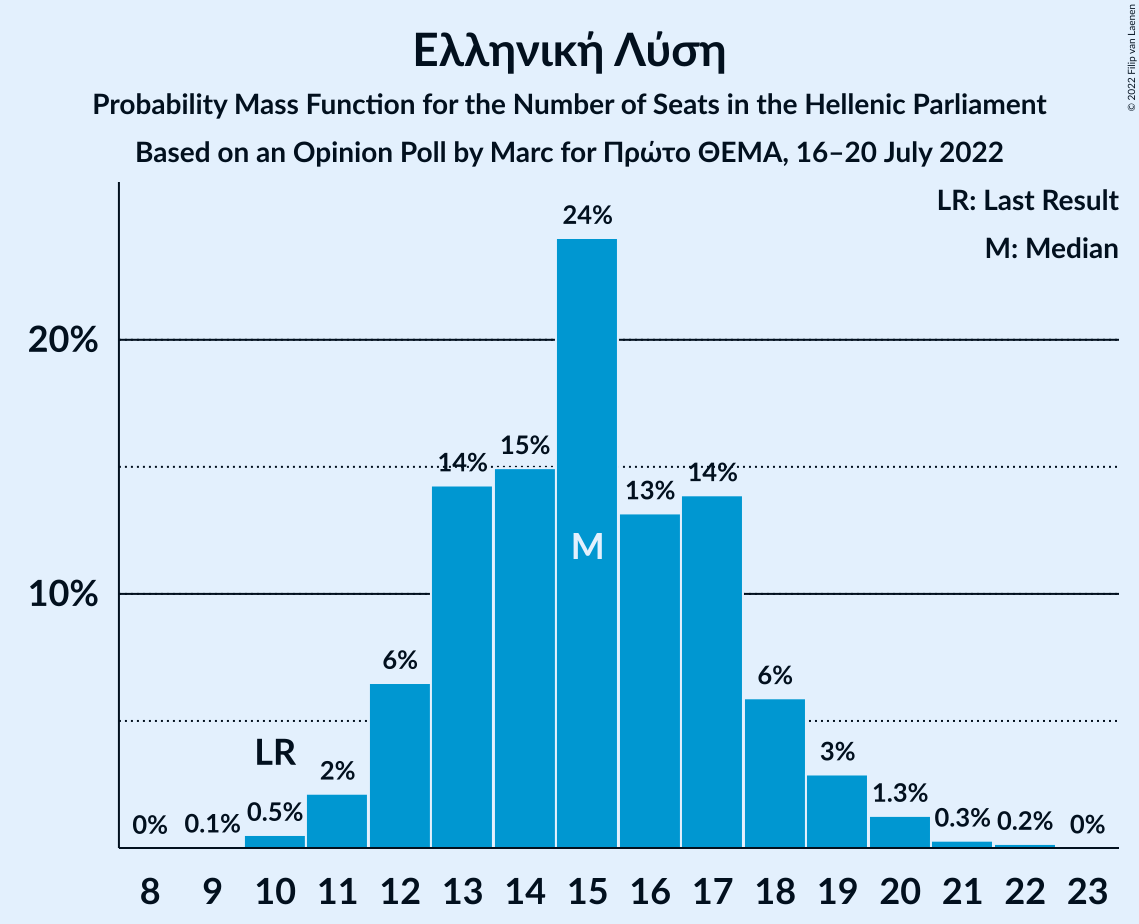 Ελληνική Λύση
Probability Mass Function for the Number of Seats in the Hellenic Parliament
Based on an Opinion Poll by Marc for Πρώτο ΘΕΜΑ, 16–20 July 2022
© 2022 Filip van Laenen
LR: Last Result
M: Median
24%
20%
15%
14%
14%
13%
M
10%
6%
6%
LR
2%
3%
0%
0.1%
0.5%
1.3%
0.3%
0.2%
0%
8 9 10 11 12 13 14 15 16 17 18 19 20 21 22 23